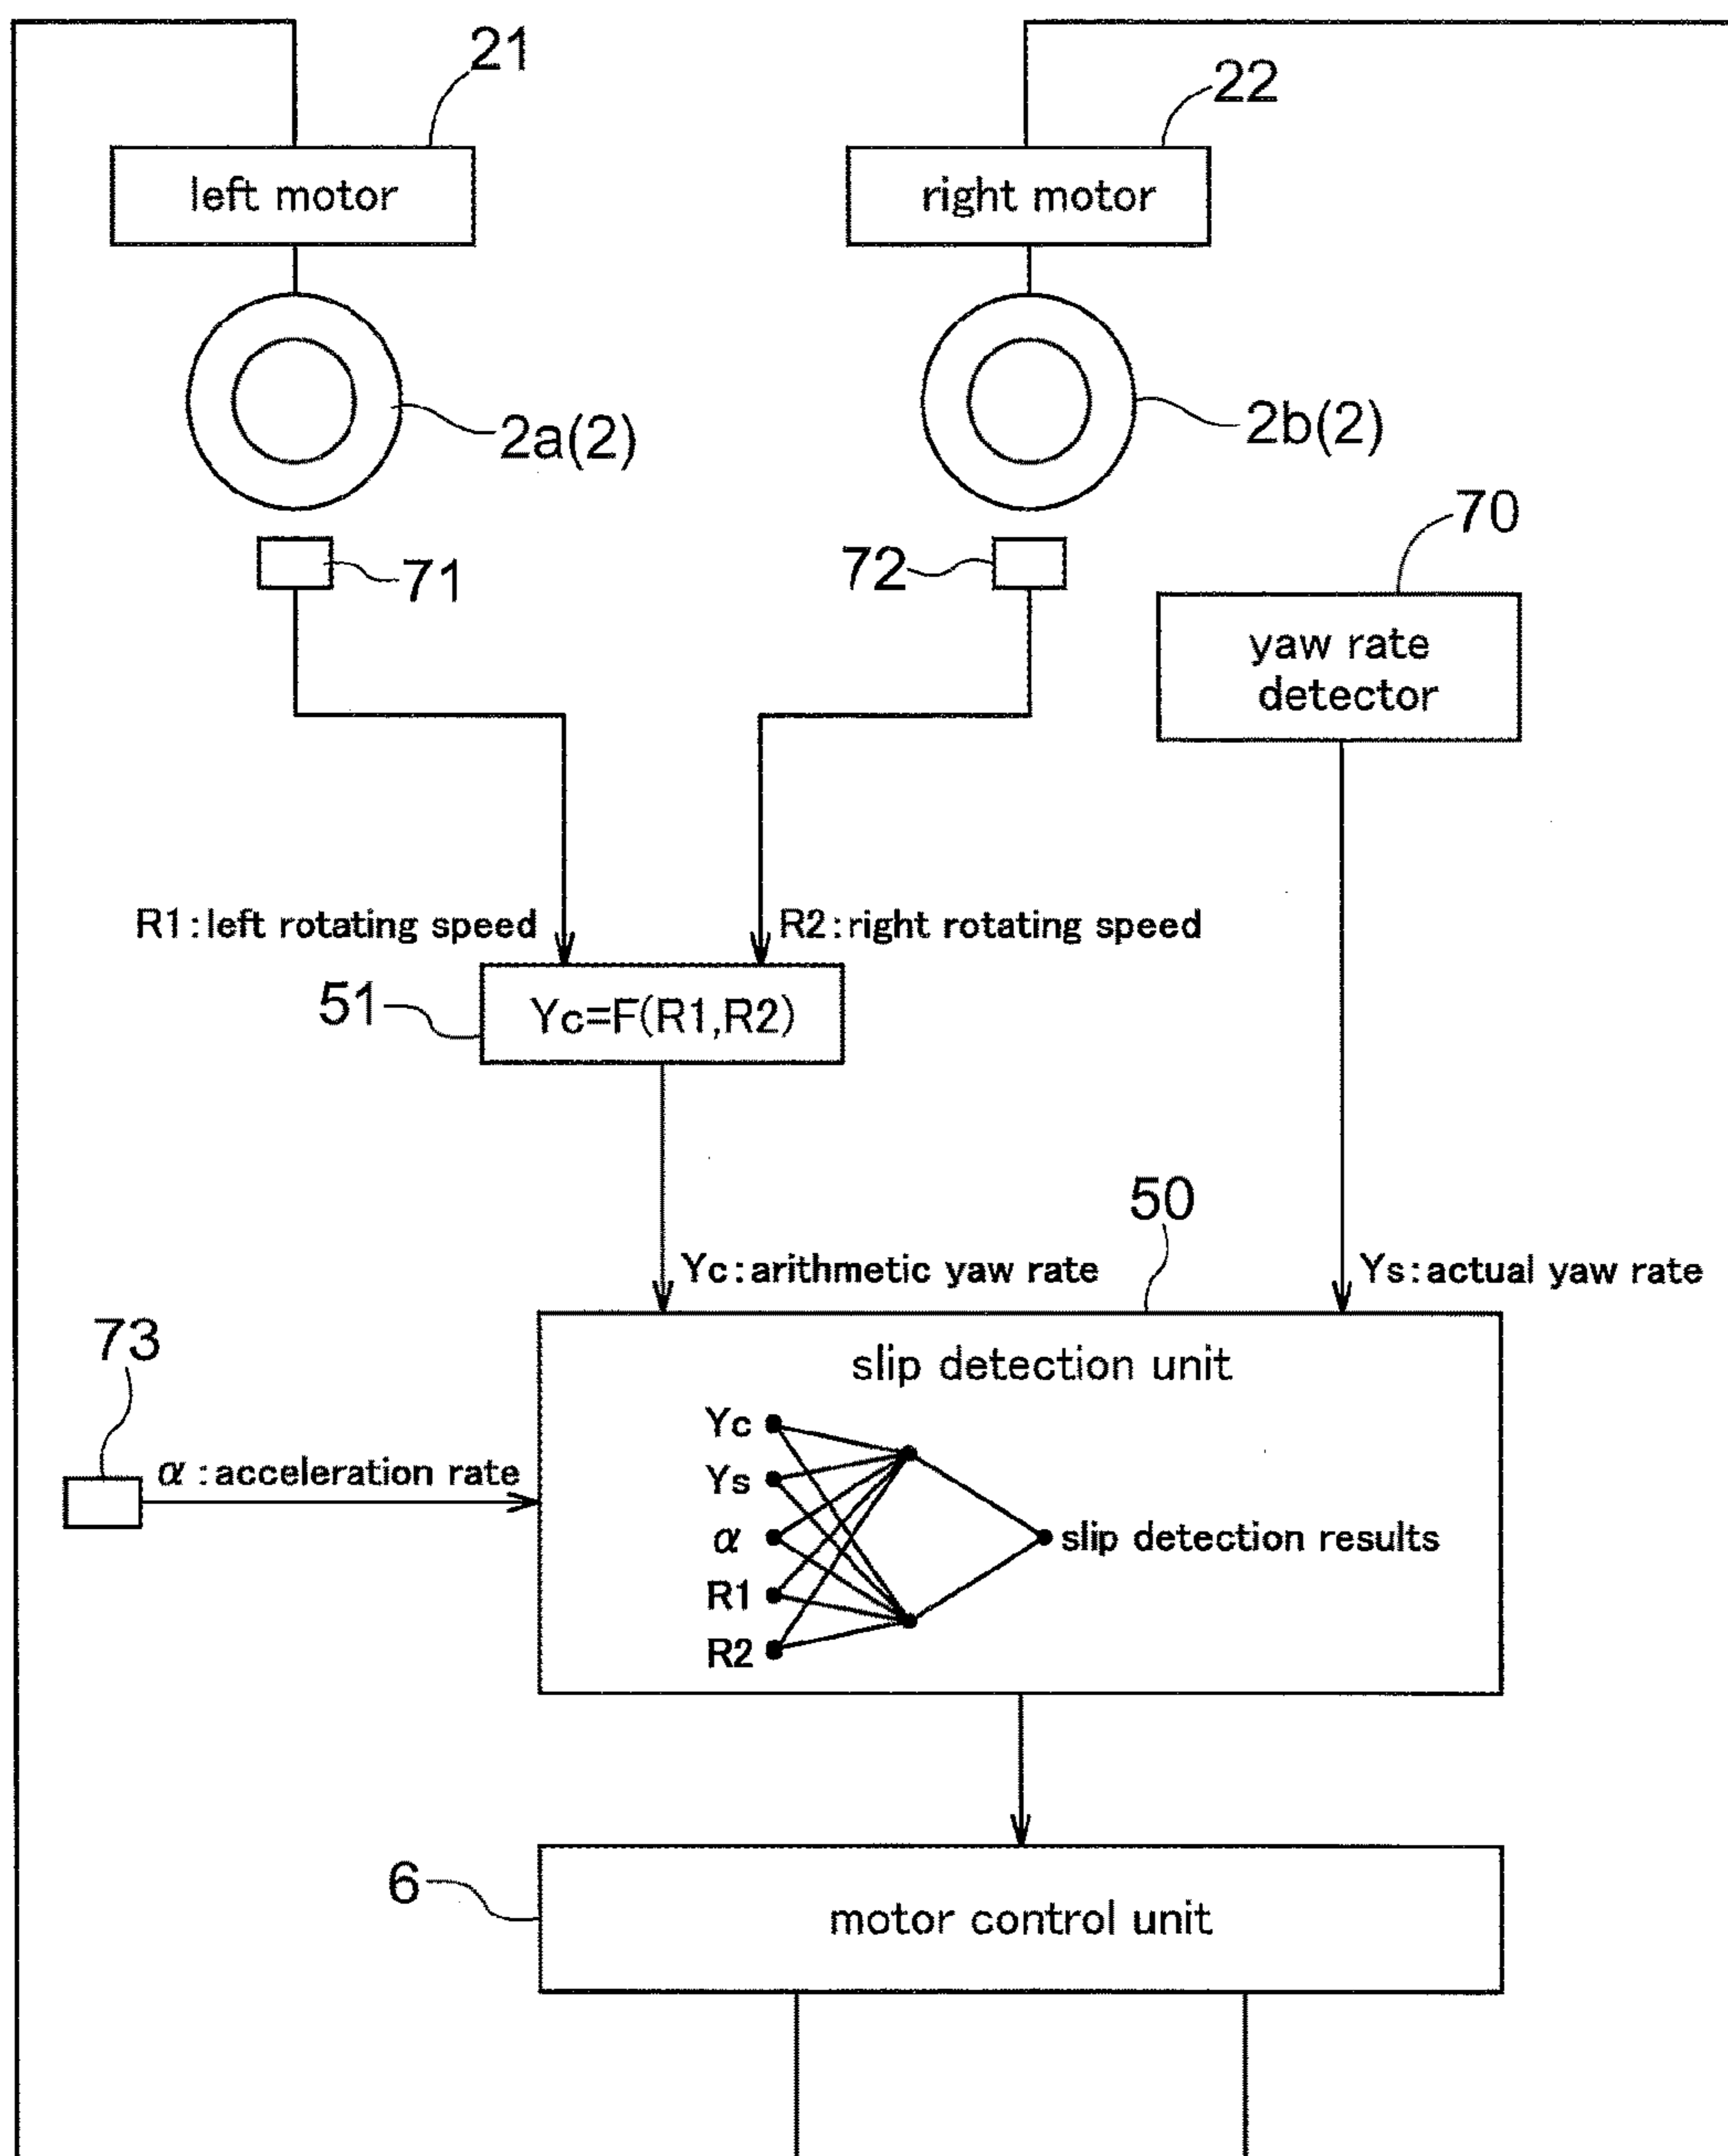 21
22
left motor
right motor
2a(2)
2b(2)
70
71
72
yaw rate
detector
R1:left rotating speed
R2:right rotating speed
51
Yc=F(R1,R2)
50
Yc:arithmetic yaw rate
Ys:actual yaw rate
73
slip detection unit
α:acceleration rate
Yc
Ys
α
slip detection results
R1
R2
6
motor control unit